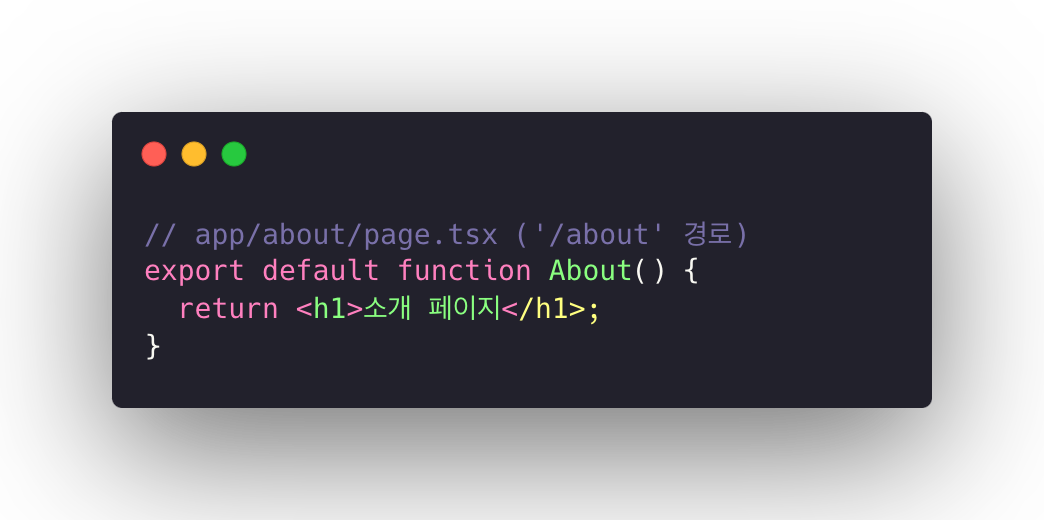 // app/about/page.tsx ('/about' 경로)
export default function About() {
  return <h1>소개 페이지</h1>;
}